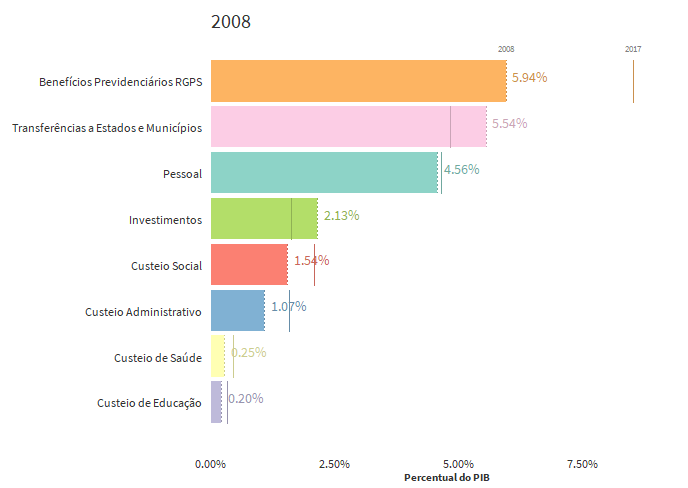 2008
2008 2017
Benefícios Previdenciários RGPS 5.94%
Transferências a Estados e Municípios 5.54%
Pessoal 4.56%
Investimentos 2.13%
Custeio Social 1.54%
Custeio Administrativo 1.07%
Custeio de Saúde 0.25%
Custeio de Educação 0.20%
0.00% 2.50% 5.00% 7.50%
Percentual do PIB